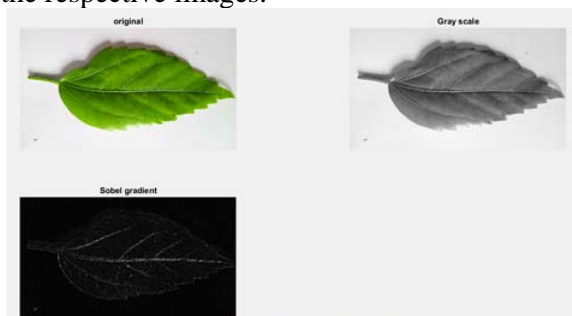 the respective images.
original
Gray scale
Sobel gradient